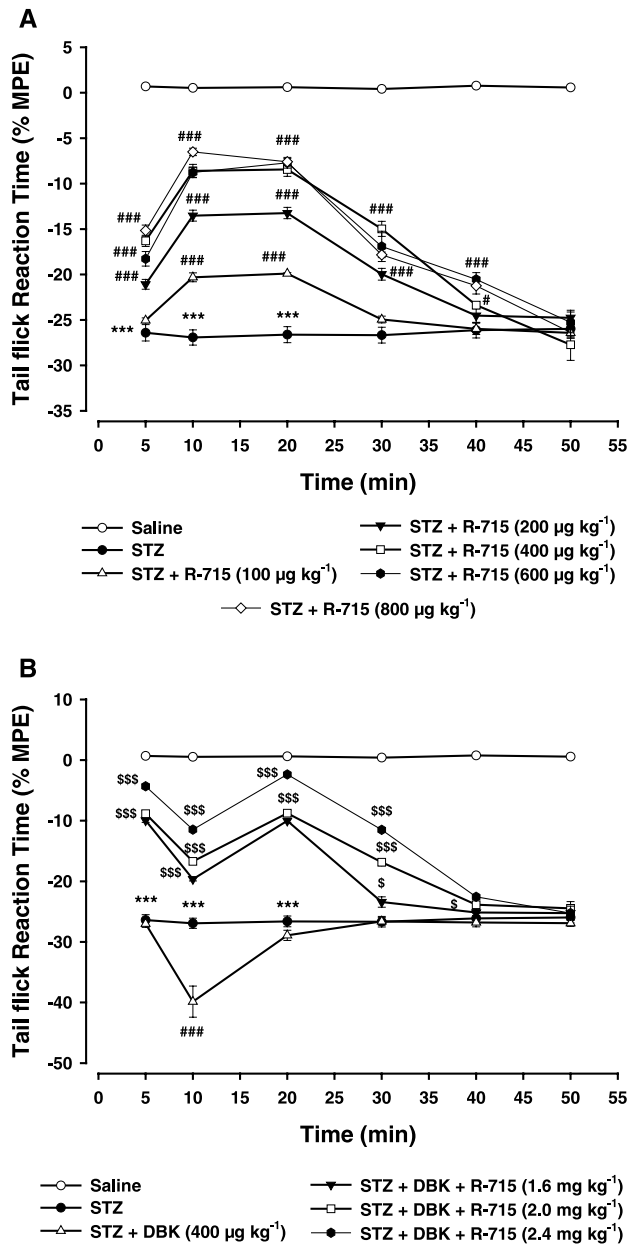 A
Tail flick Reaction Time (% MPE)
5
0
-5
-10
-15
-20
-25
-30
-35
### ### ###
### ### ###
### ### ### ###
### ### ###
*** *** *** #
0 5 10 15 20 25 30 35 40 45 50 55
Time (min)
Saline
STZ
STZ + R-715 (100 µg kg⁻¹)
STZ + R-715 (200 µg kg⁻¹)
STZ + R-715 (400 µg kg⁻¹)
STZ + R-715 (600 µg kg⁻¹)
STZ + R-715 (800 µg kg⁻¹)
B
Tail flick Reaction Time (% MPE)
10
0
-10
-20
-30
-40
-50
$$$ $$$
$$$ $$$ $$$
$$$ $$$
$$$ $ $
*** *** ***
###
0 5 10 15 20 25 30 35 40 45 50 55
Time (min)
Saline
STZ
STZ + DBK (400 µg kg⁻¹)
STZ + DBK + R-715 (1.6 mg kg⁻¹)
STZ + DBK + R-715 (2.0 mg kg⁻¹)
STZ + DBK + R-715 (2.4 mg kg⁻¹)